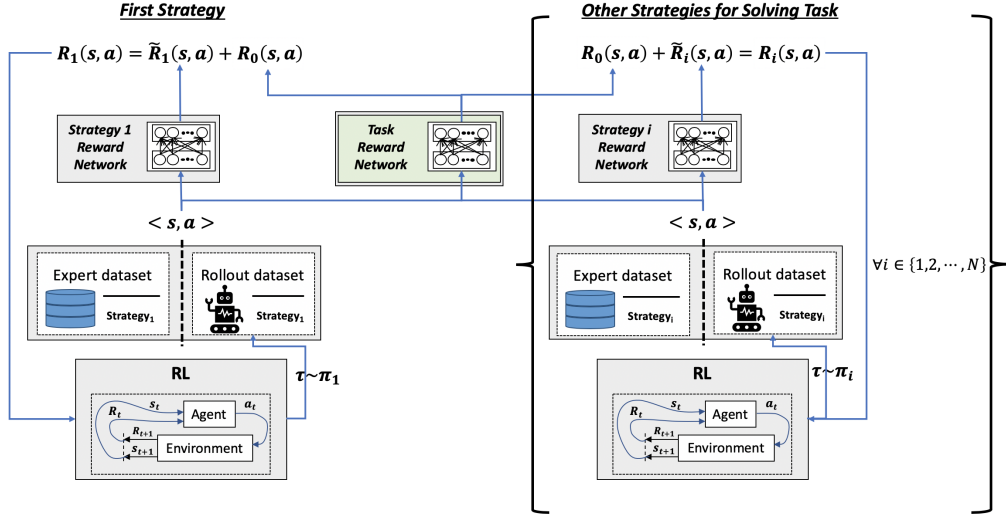 First Strategy
Other Strategies for Solving Task
R₁(s, a) = R̃₁(s, a) + R₀(s, a)
R₀(s, a) + R̃ᵢ(s, a) = Rᵢ(s, a)
Strategy 1
Reward
Network
Task
Reward
Network
Strategy i
Reward
Network
< s, a >
< s, a >
Expert dataset
Strategy₁
Rollout dataset
Strategy₁
Expert dataset
Strategyᵢ
Rollout dataset
Strategyᵢ
∀i ∈ {1,2, ⋯ , N}
τ~π₁
τ~πᵢ
RL
sₜ
Rₜ
Agent
aₜ
Rₜ₊₁
sₜ₊₁
Environment
RL
sₜ
Rₜ
Agent
aₜ
Rₜ₊₁
sₜ₊₁
Environment